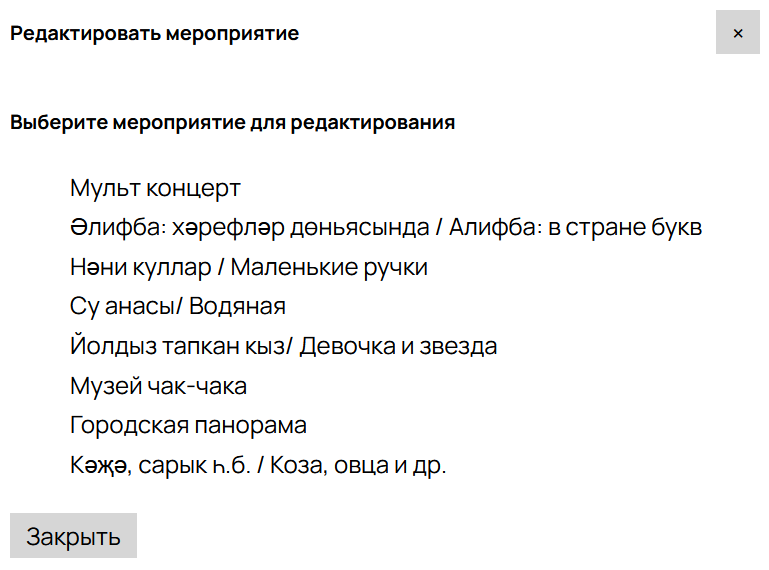 Редактировать мероприятие
×
Выберите мероприятие для редактирования
Мульт концерт
Әлифба: хәрефләр дөньясында / Алифба: в стране букв
Нәни куллар / Маленькие ручки
Су анасы/ Водяная
Йолдыз тапкан кыз/ Девочка и звезда
Музей чак-чака
Городская панорама
Кәҗә, сарык һ.б. / Коза, овца и др.
Закрыть